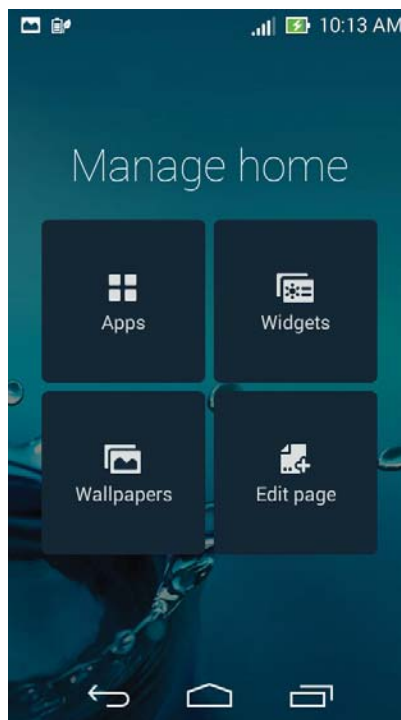 10:13 AM
Manage home
Apps
Widgets
Wallpapers
Edit page